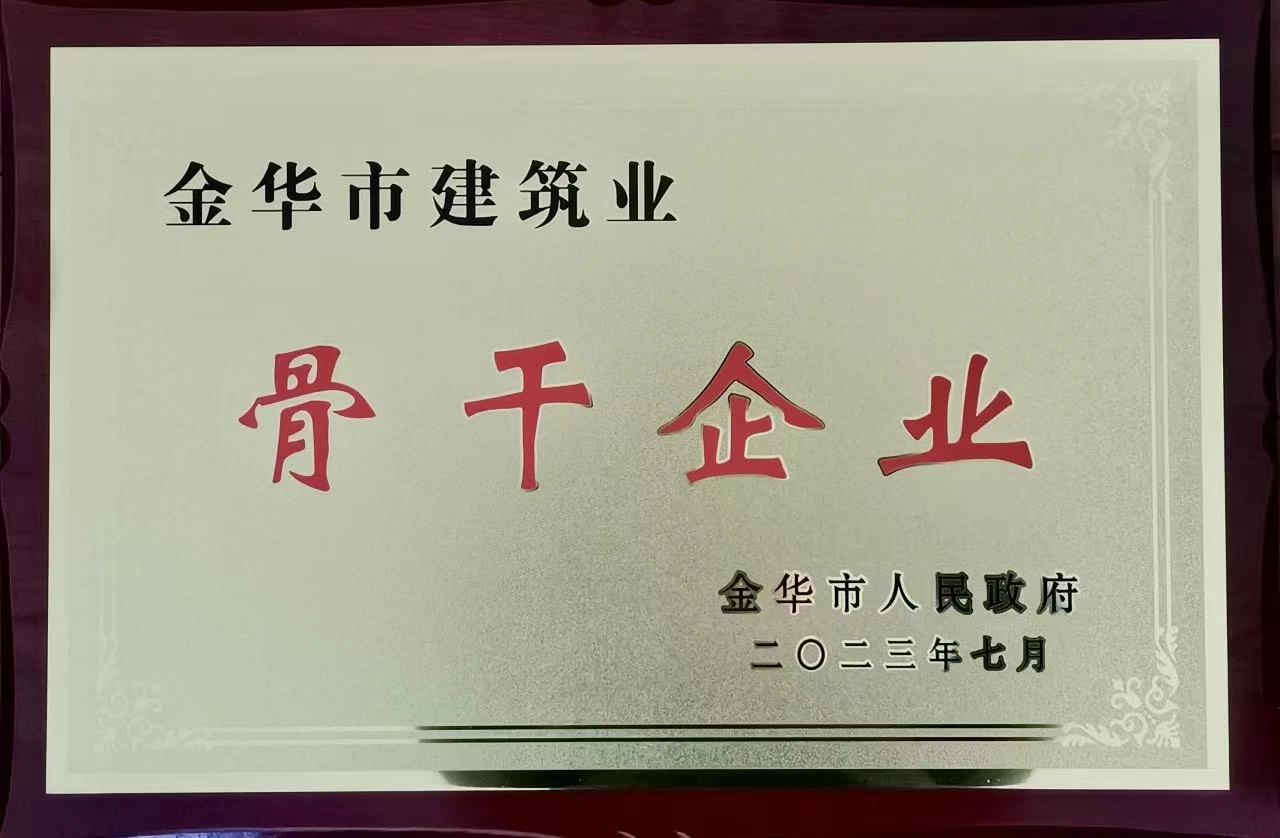 金华市建筑业
骨干企业
金华市人民政府
二〇二三年七月